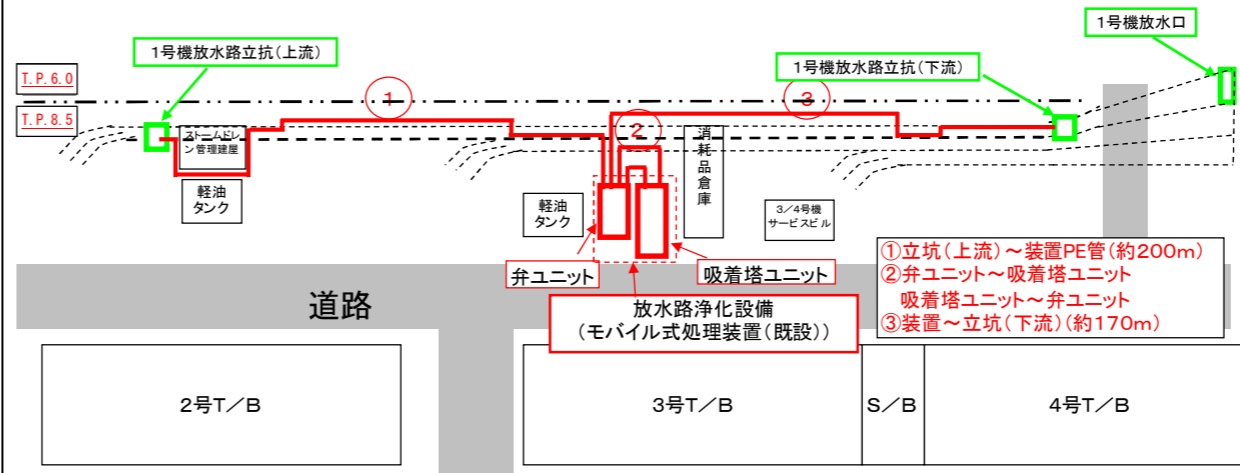 1号機放水口
1号機放水路立抗(上流)
1号機放水路立抗(下流)
T.P.6.0
①
③
T.P.8.5
②
ストームドレ
ン管理建屋
消耗品倉庫
軽油
タンク
軽油
タンク
3/4号機
サービスビル
①立坑(上流)~装置PE管(約200m)
②弁ユニット~吸着塔ユニット
吸着塔ユニット~弁ユニット
③装置~立坑(下流)(約170m)
弁ユニット
吸着塔ユニット
道路
放水路浄化設備
(モバイル式処理装置(既設))
2号T/B
3号T/B
S/B
4号T/B